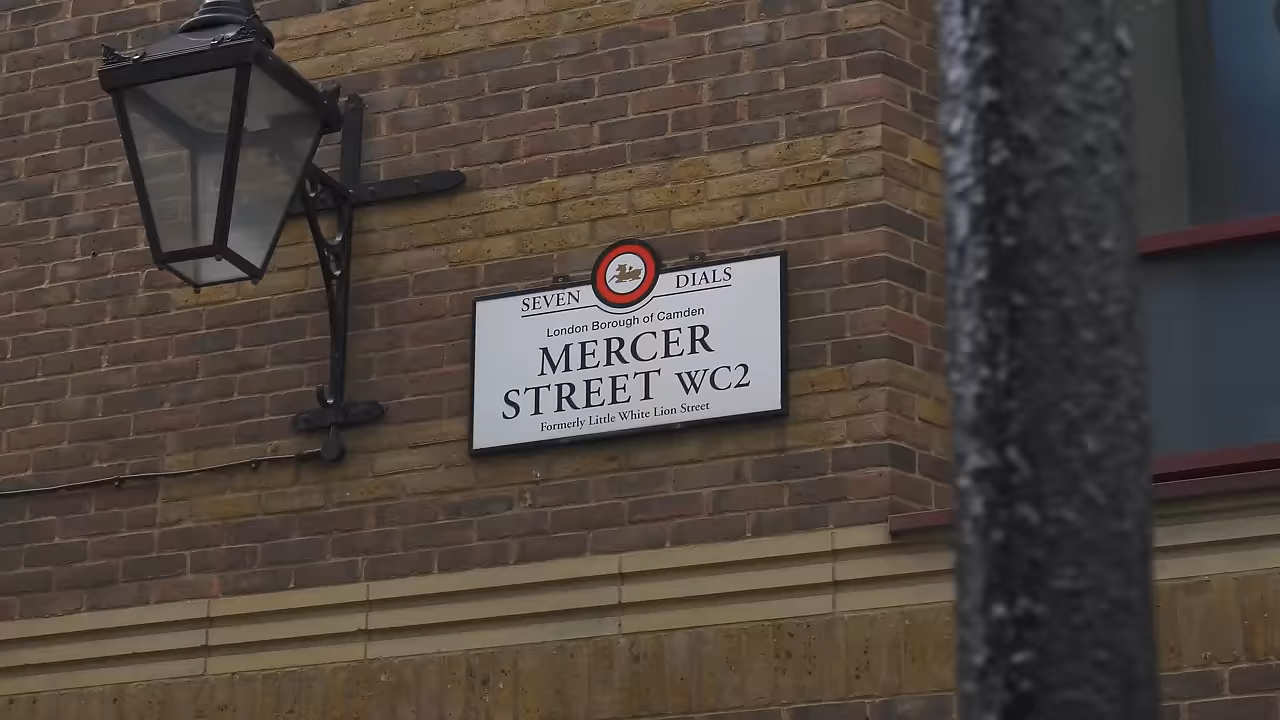 SEVEN DIALS
London Borough of Camden
MERCER
STREET WC2
Formerly Little White Lion Street